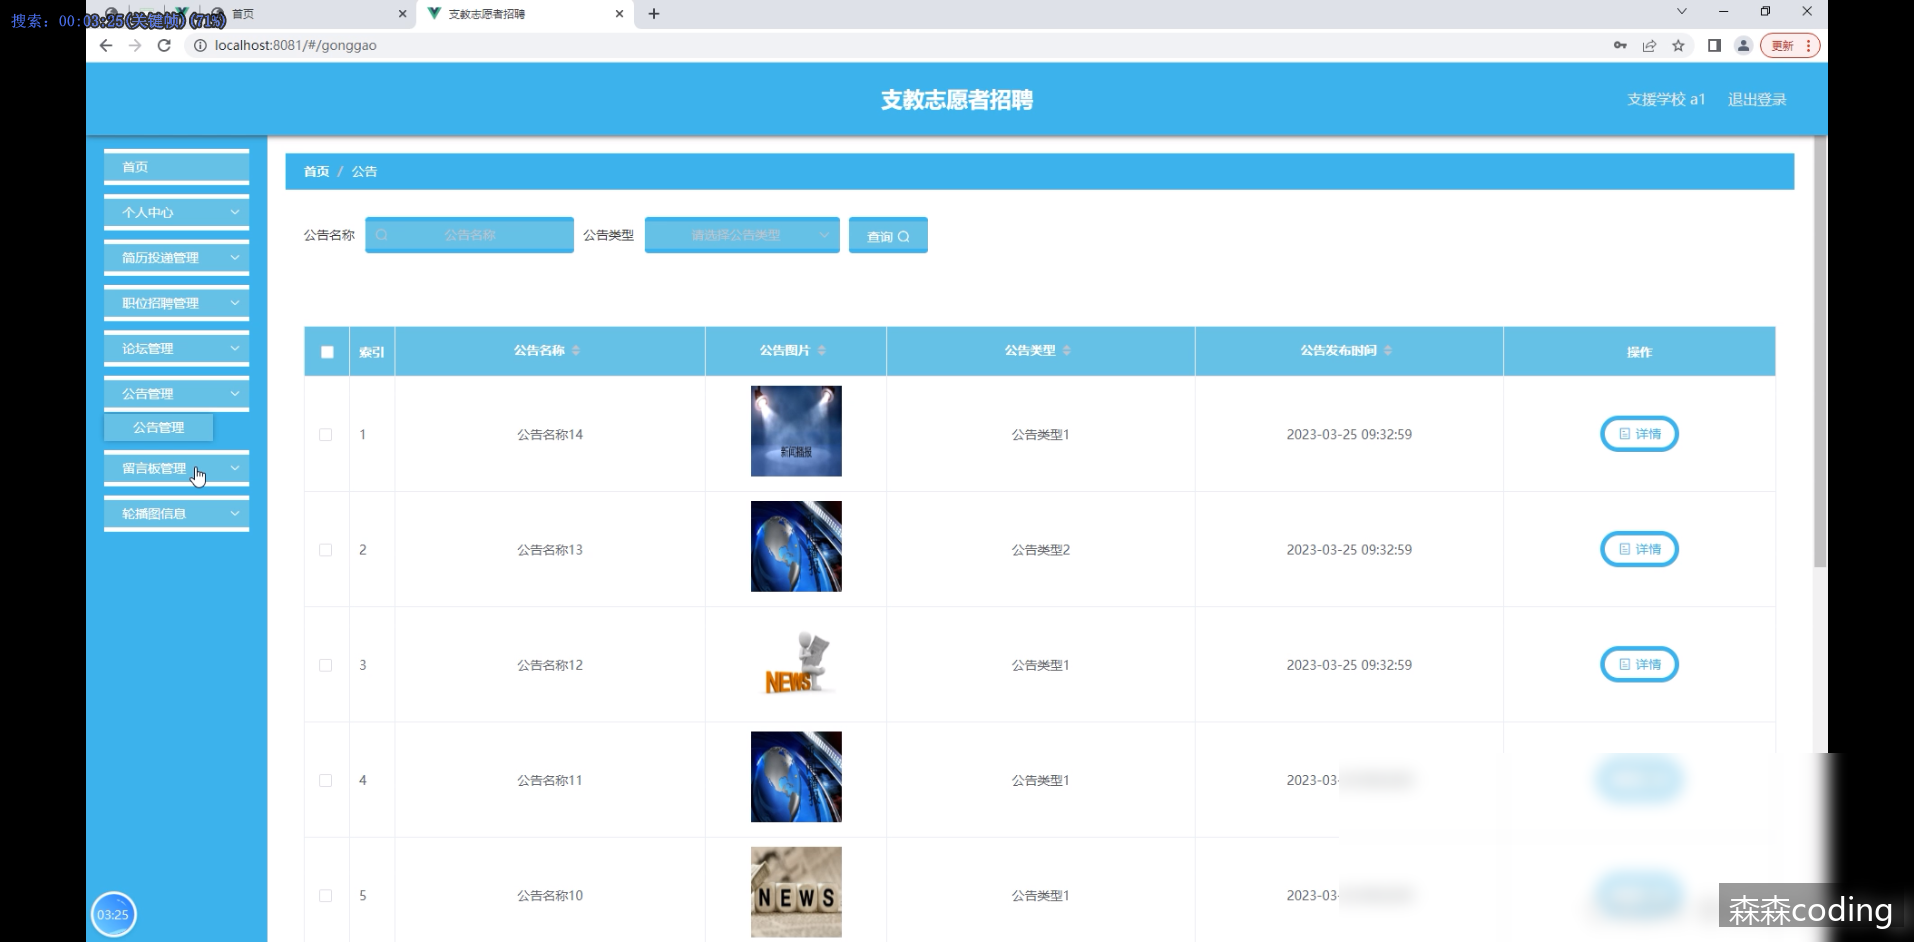 搜索：00:03:25(关键帧)(71%)
首页
支教志愿者招聘
localhost:8081/#/gonggao
更新
支教志愿者招聘
支援学校 a1 退出登录
首页
个人中心
简历投递管理
职位招聘管理
论坛管理
公告管理
公告管理
留言板管理
轮播图信息
首页 / 公告
公告名称 公告名称 公告类型 请选择公告类型 查询
索引 公告名称 公告图片 公告类型 公告发布时间 操作
1 公告名称14 新闻播报 公告类型1 2023-03-25 09:32:59 详情
2 公告名称13 公告类型2 2023-03-25 09:32:59 详情
3 公告名称12 NEWS 公告类型1 2023-03-25 09:32:59 详情
4 公告名称11 公告类型1 2023-03-
5 公告名称10 NEWS 公告类型1 2023-03-
03:25
森森coding